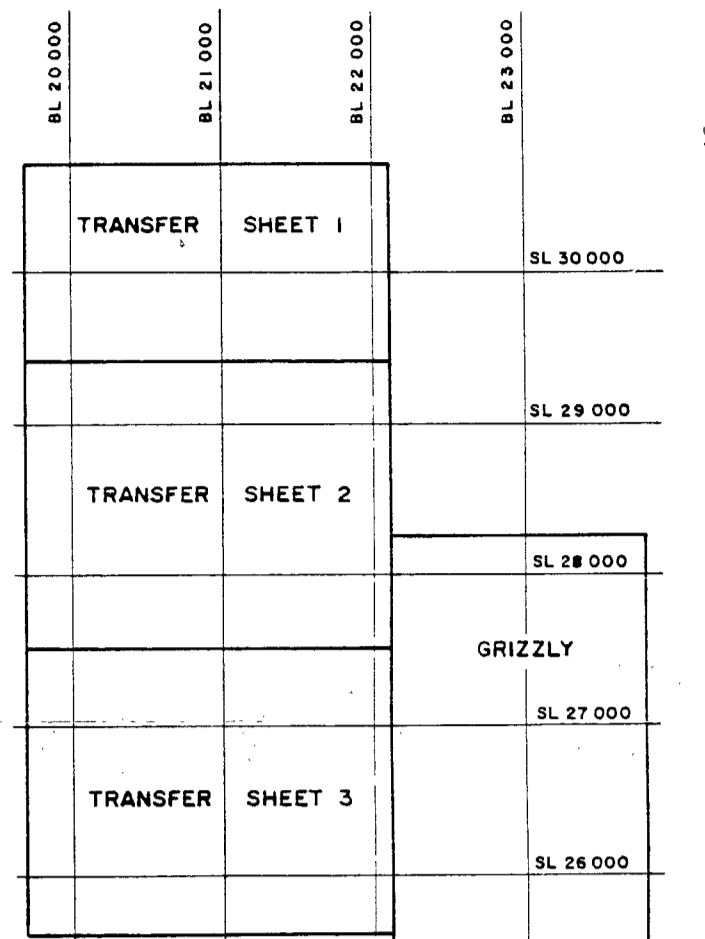 BL 20 000
BL 21 000
BL 22 000
BL 23 000
TRANSFER SHEET 1
SL 30 000
SL 29 000
TRANSFER SHEET 2
SL 28 000
GRIZZLY
SL 27 000
TRANSFER SHEET 3
SL 26 000